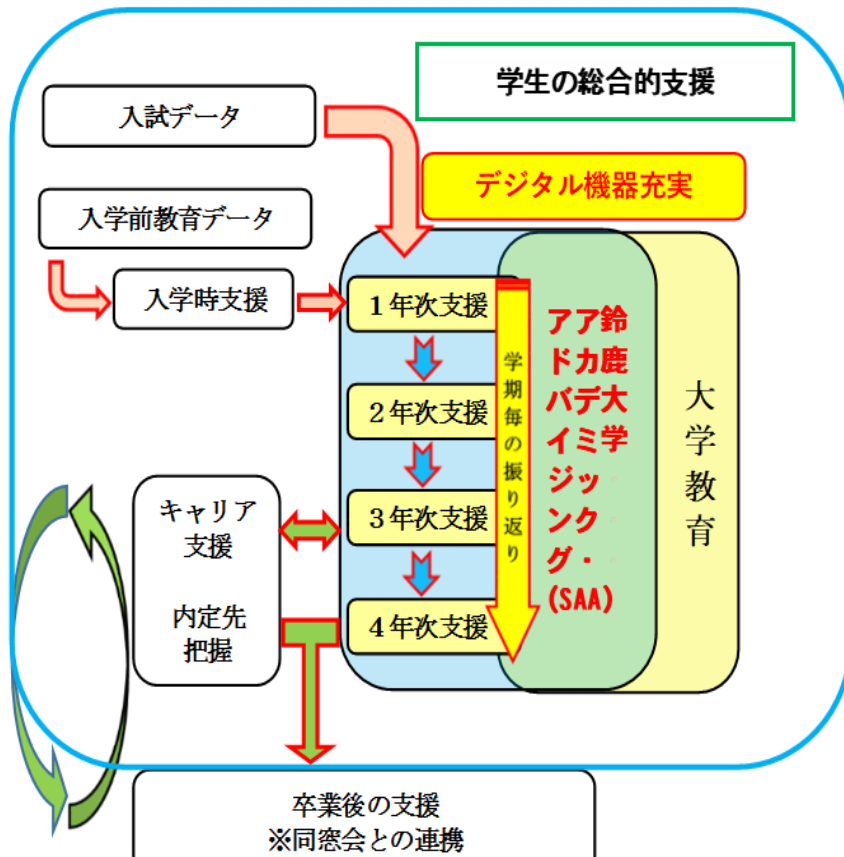 学生の総合的支援
入試データ
デジタル機器充実
入学前教育データ
入学時支援
1年次支援
2年次支援
3年次支援
4年次支援
学期毎の振り返り
鈴鹿大学
アカデミック・
アドバイジング
(SAA)
大学教育
キャリア
支援
内定先
把握
卒業後の支援
※同窓会との連携